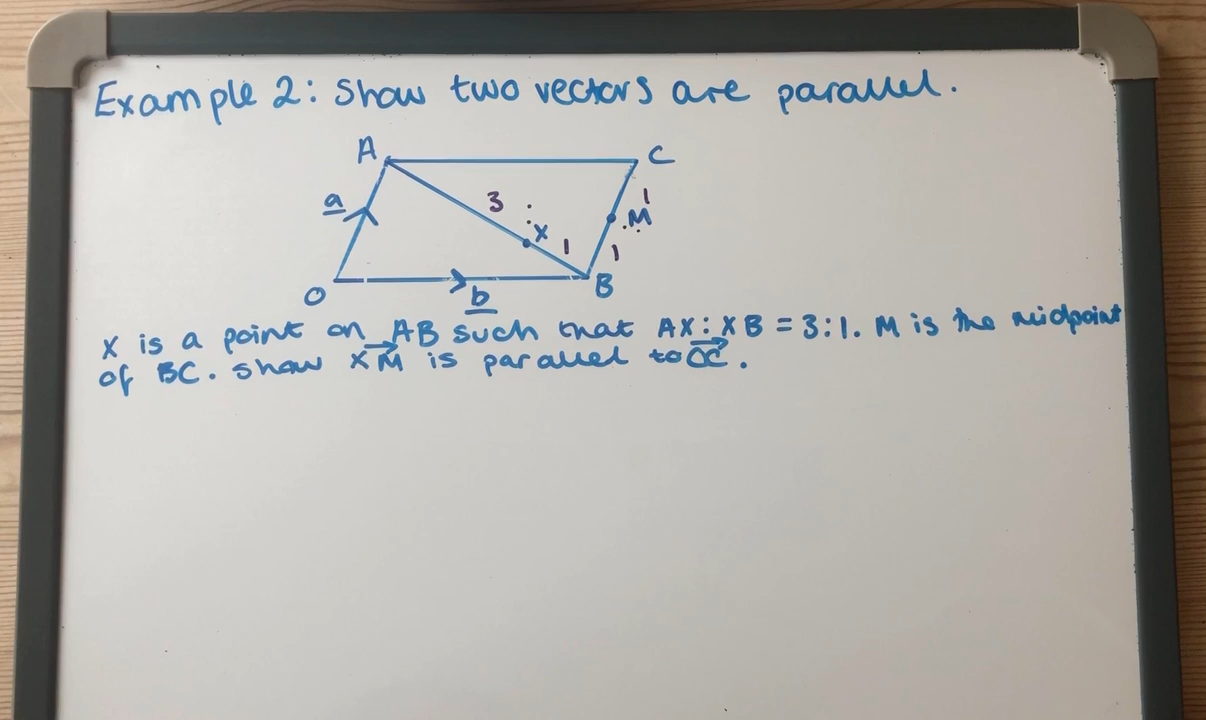 Example 2: Show two vectors are parallel.
A
C
a
3 :
1
M
X
1
1
O
b
B
X is a point on AB such that AX:XB = 3:1. M is the midpoint
of BC. show XM is parallel to OC.